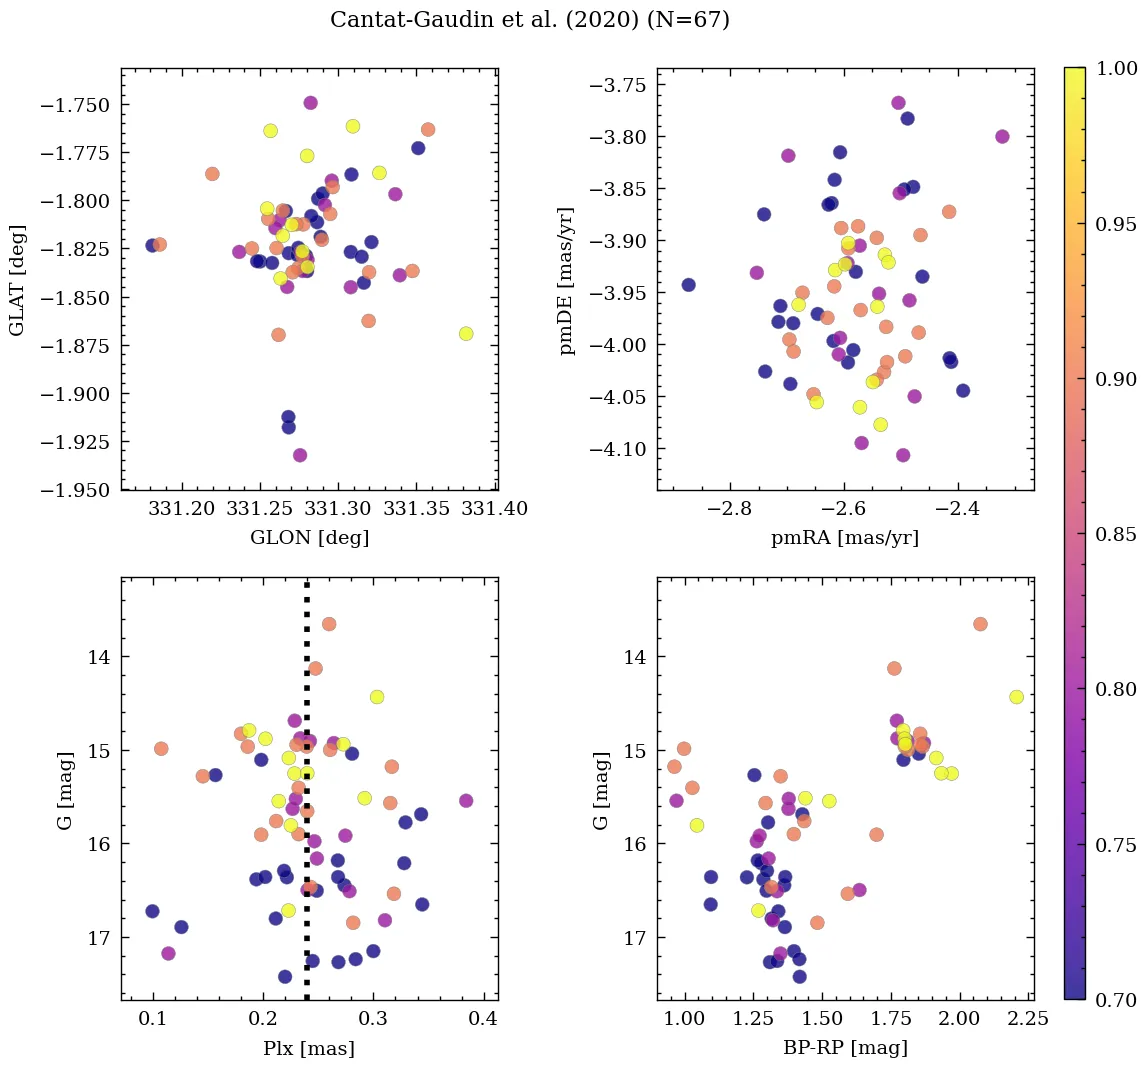 Cantat-Gaudin et al. (2020) (N=67)
−1.750
−1.775
−1.800
−1.825
−1.850
−1.875
−1.900
−1.925
−1.950
GLAT [deg]
331.20 331.25 331.30 331.35 331.40
GLON [deg]
−3.75
−3.80
−3.85
−3.90
−3.95
−4.00
−4.05
−4.10
pmDE [mas/yr]
−2.8 −2.6 −2.4
pmRA [mas/yr]
14
15
16
17
G [mag]
0.1 0.2 0.3 0.4
Plx [mas]
14
15
16
17
G [mag]
1.00 1.25 1.50 1.75 2.00 2.25
BP-RP [mag]
1.00
0.95
0.90
0.85
0.80
0.75
0.70